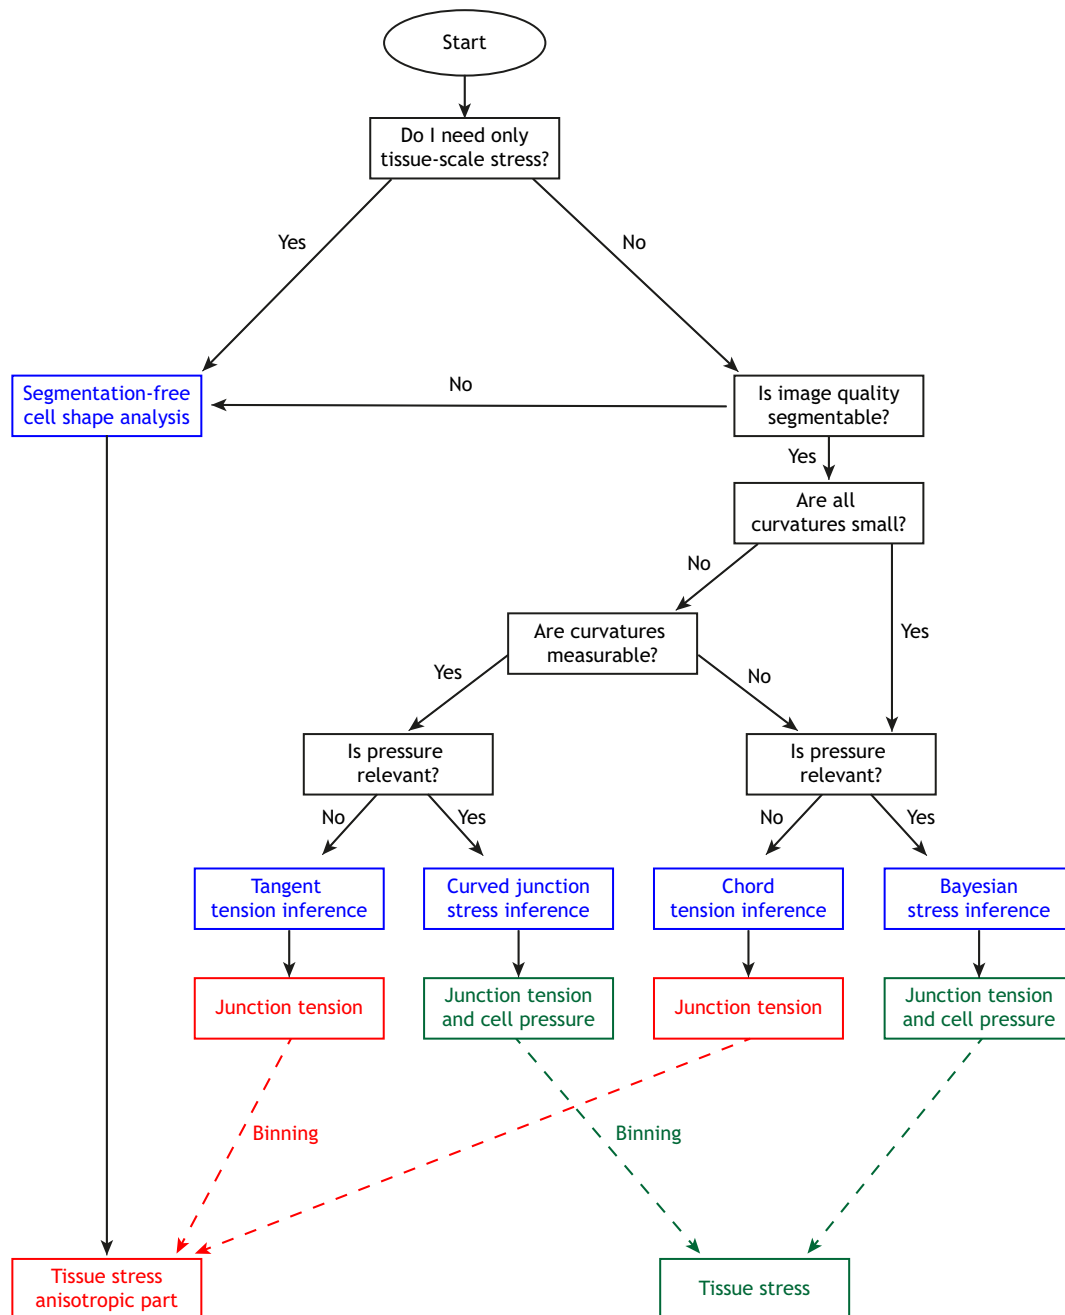 Start
Do I need only
tissue-scale stress?
Yes
No
Segmentation-free
cell shape analysis
No
Is image quality
segmentable?
Yes
Are all
curvatures small?
No
Yes
Are curvatures
measurable?
Yes
No
Is pressure
relevant?
Is pressure
relevant?
No
Yes
No
Yes
Tangent
tension inference
Curved junction
stress inference
Chord
tension inference
Bayesian
stress inference
Junction tension
Junction tension
and cell pressure
Junction tension
Junction tension
and cell pressure
Binning
Binning
Tissue stress
anisotropic part
Tissue stress